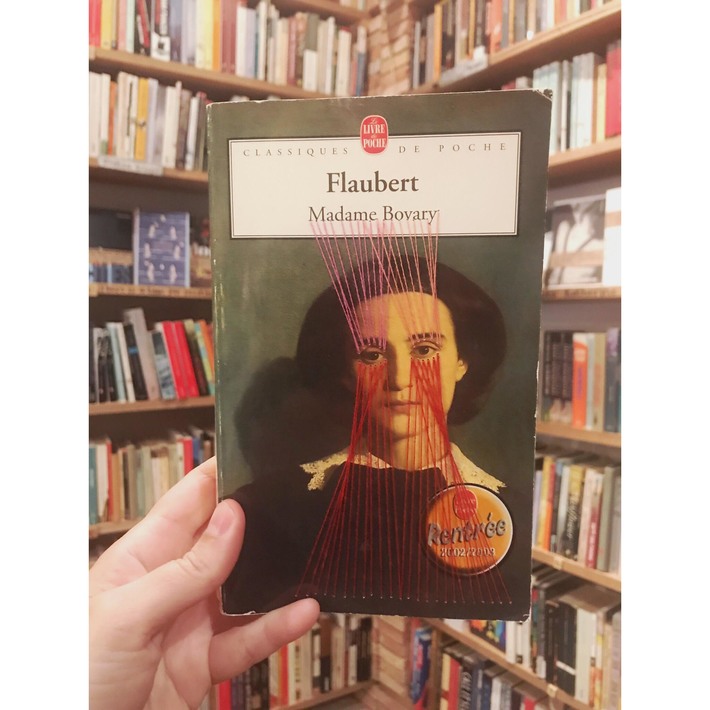 Le
LIVRE
de
POCHE
CLASSIQUES DE POCHE
Flaubert
Madame Bovary
Rentrée